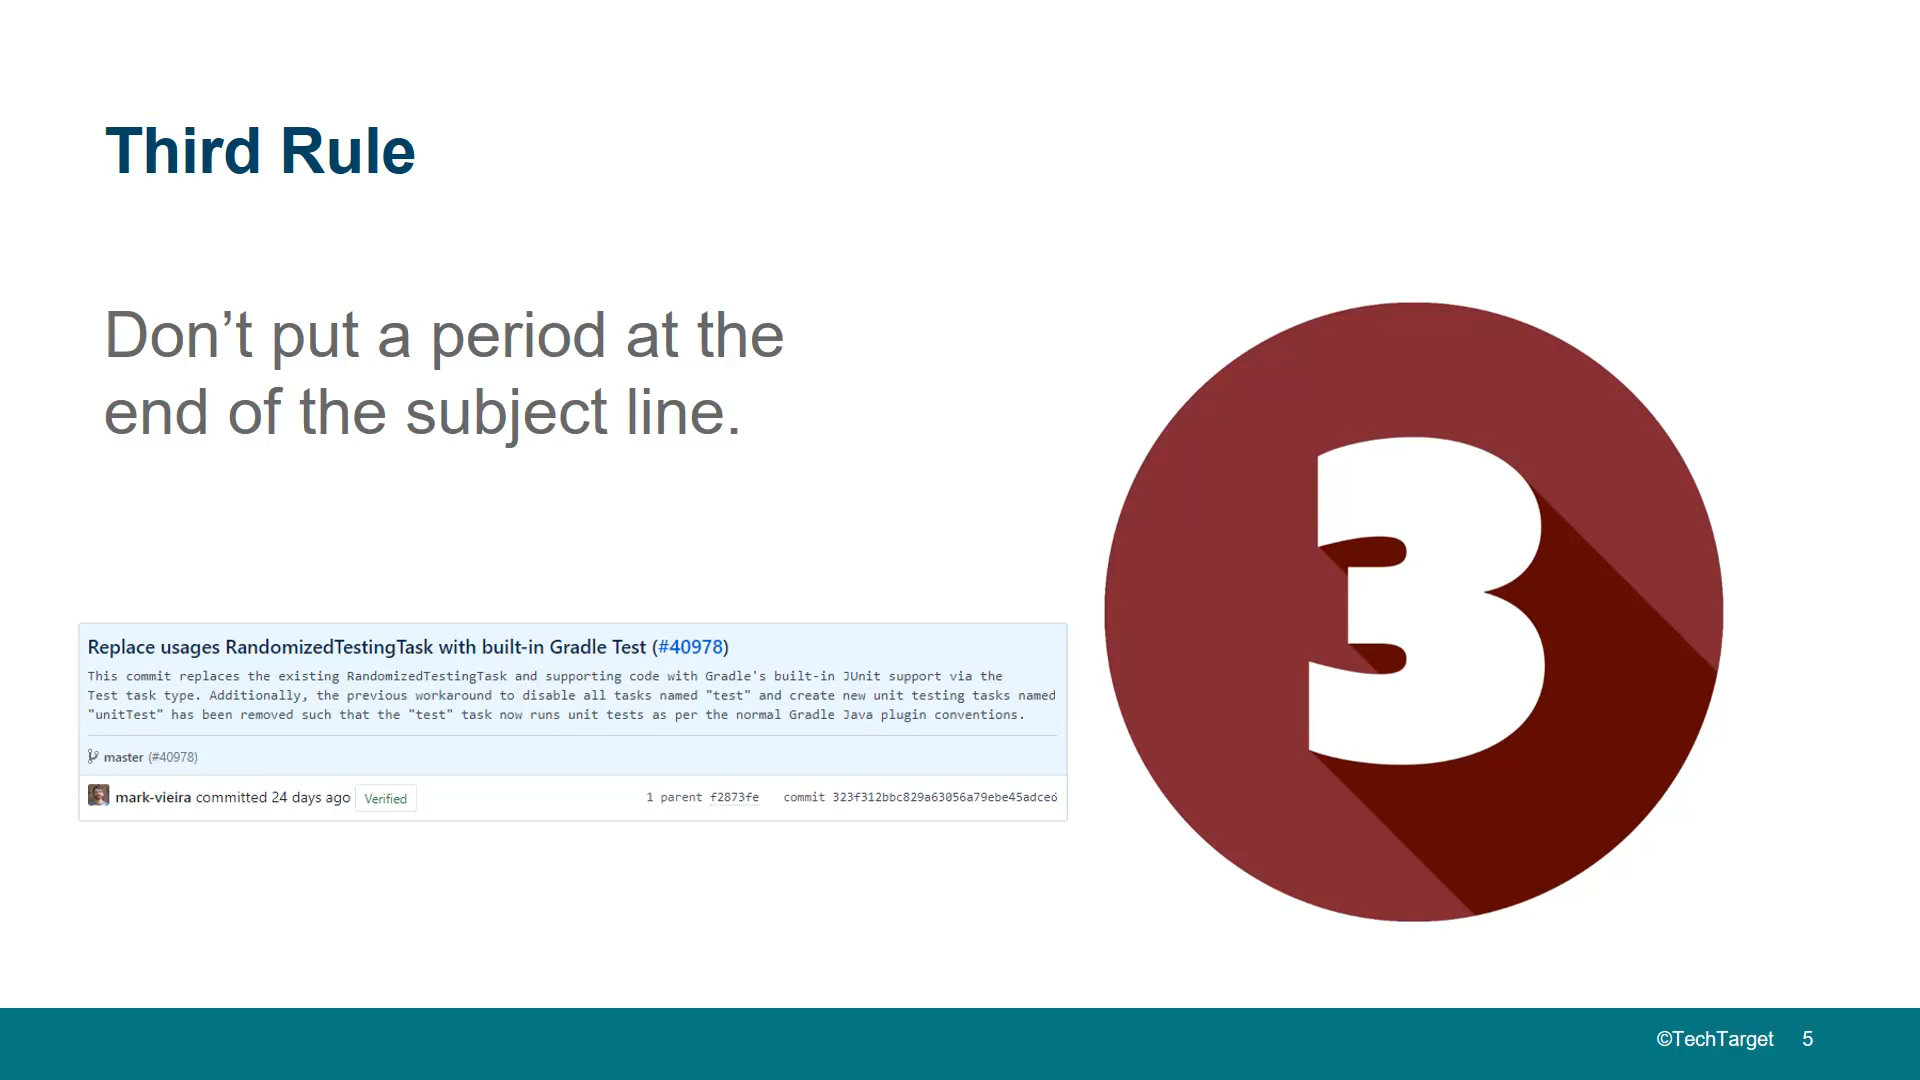 Third Rule
Don’t put a period at the
end of the subject line.
Replace usages RandomizedTestingTask with built-in Gradle Test (#40978)
This commit replaces the existing RandomizedTestingTask and supporting code with Gradle's built-in JUnit support via the
Test task type. Additionally, the previous workaround to disable all tasks named "test" and create new unit testing tasks named
"unitTest" has been removed such that the "test" task now runs unit tests as per the normal Gradle Java plugin conventions.
master (#40978)
mark-vieira committed 24 days ago Verified 1 parent f2873fe commit 323f312bbc829a63056a79ebe45adce6
3
©TechTarget 5